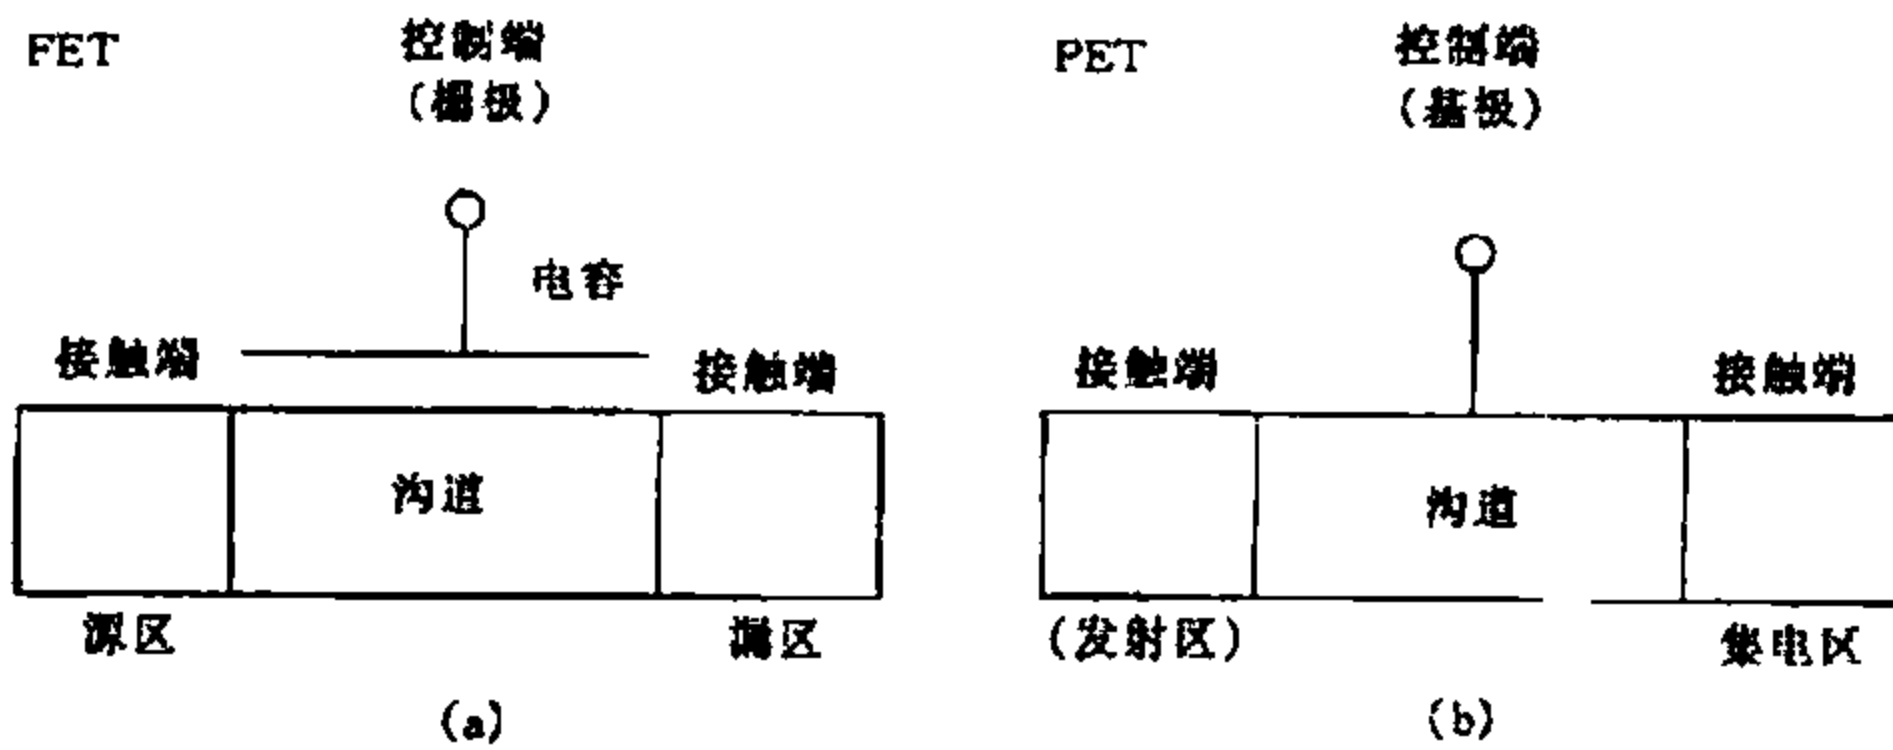 FET
控制端
(栅极)
电容
接触端
接触端
沟道
源区
漏区
(a)
PET
控制端
(基极)
接触端
接触端
沟道
(发射区)
集电区
(b)